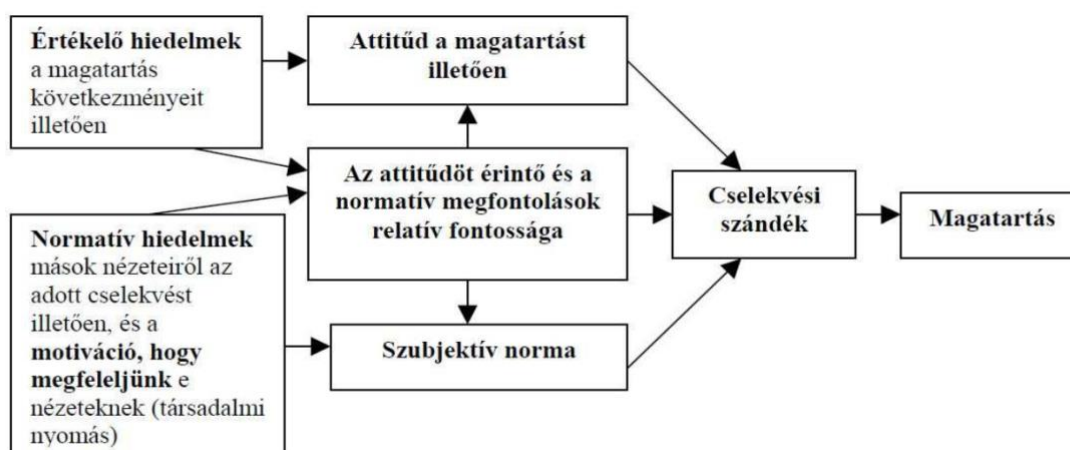 Értékelő hiedelmek
a magatartás
következményeit
illetően
Attitűd a magatartást
illetően
Az attitűdöt érintő és a
normatív megfontolások
relatív fontossága
Normatív hiedelmek
mások nézeteiről az
adott cselekvést
illetően, és a
motiváció, hogy
megfeleljünk e
nézeteknek (társadalmi
nyomás)
Szubjektív norma
Cselekvési
szándék
Magatartás